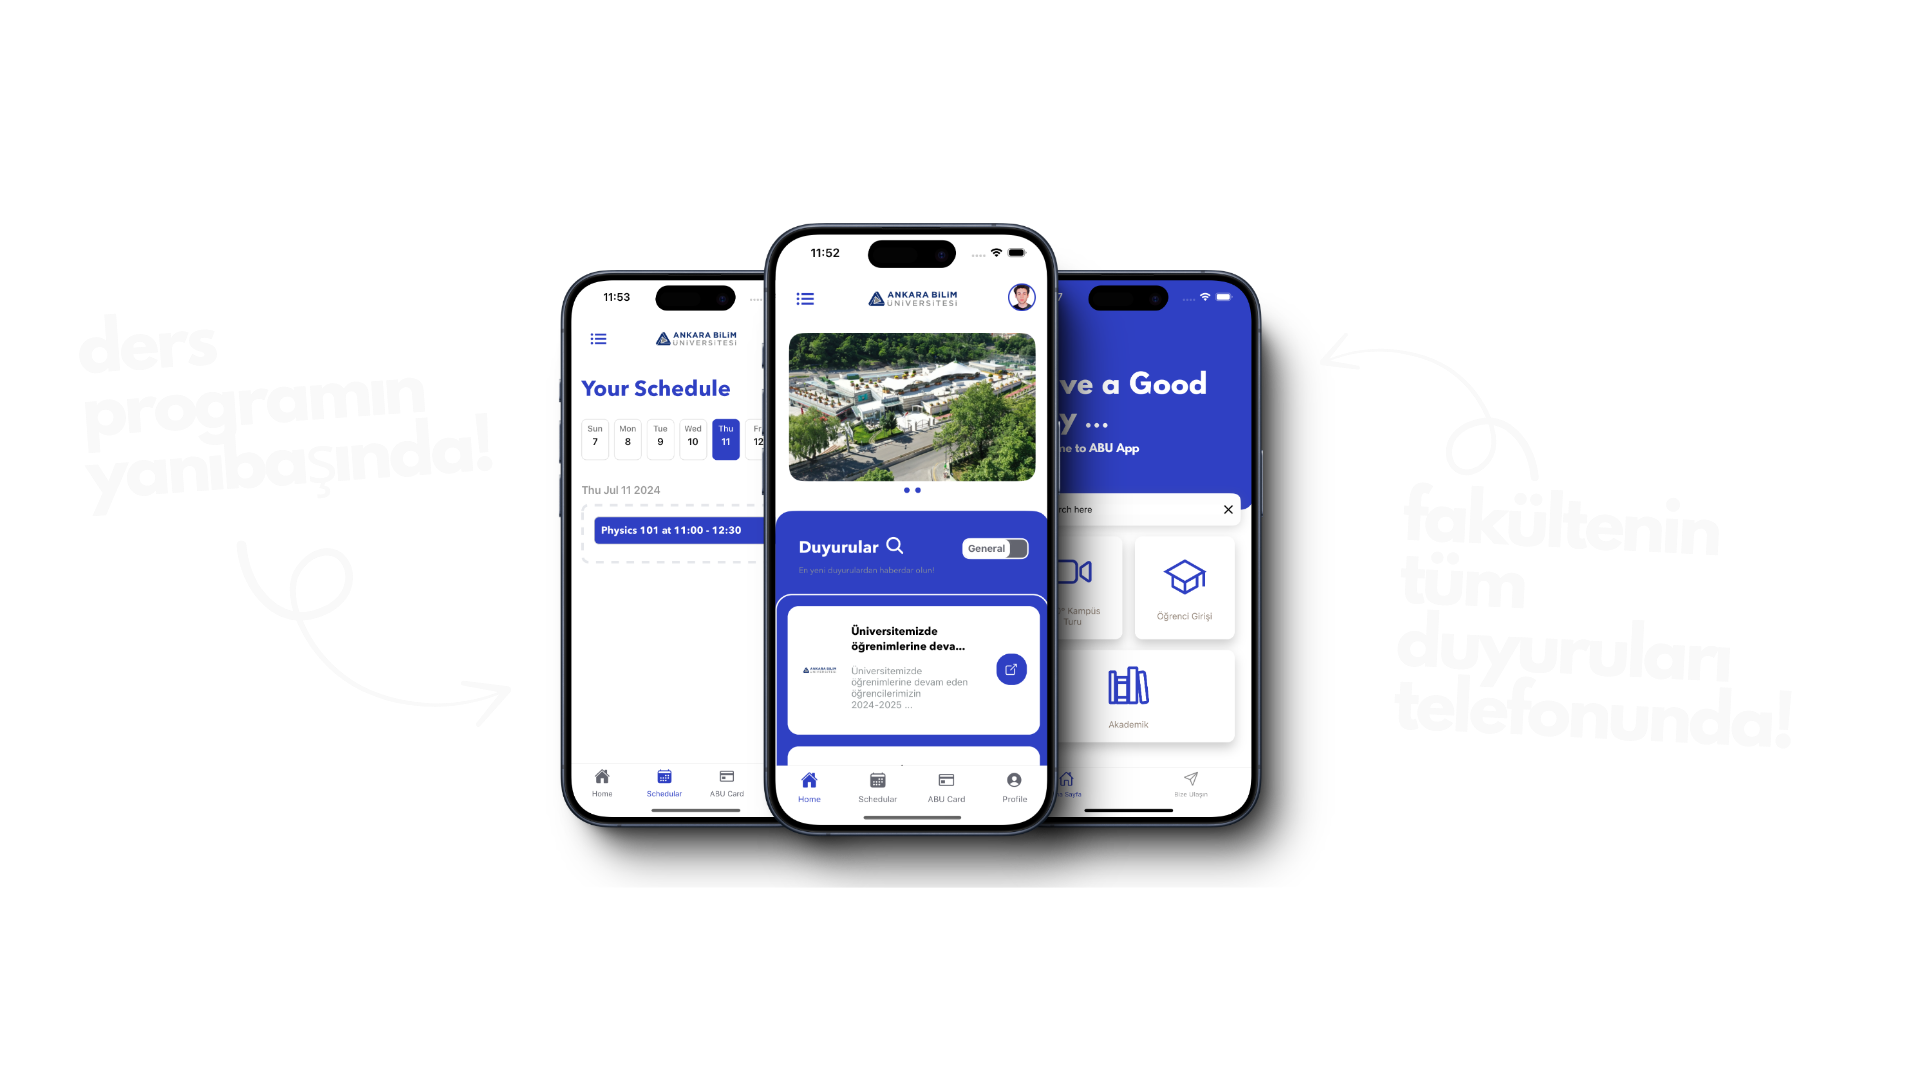 ders
programın
yanıbaşında!
11:53
ANKARA BİLİM
ÜNİVERSİTESİ
Your Schedule
Sun Mon Tue Wed Thu
7 8 9 10 11 12
Thu Jul 11 2024
Physics 101 at 11:00 - 12:30
Home Schedular ABU Card
11:52
ANKARA BİLİM
ÜNİVERSİTESİ
Duyurular
General
En yeni duyurulardan haberdar olun!
Üniversitemizde
öğrenimlerine deva...
ANKARA BİLİM
ÜNİVERSİTESİ
Üniversitemizde
öğrenimlerine devam eden
öğrencilerimizin
2024-2025 ...
Home Schedular ABU Card Profile
7
ve a Good
y ...
ne to ABU App
rch here
Kampüs
Turu
Öğrenci Girişi
Akademik
Sayfa
Bize Ulaşın
fakültenin
tüm
duyuruları
telefonunda!